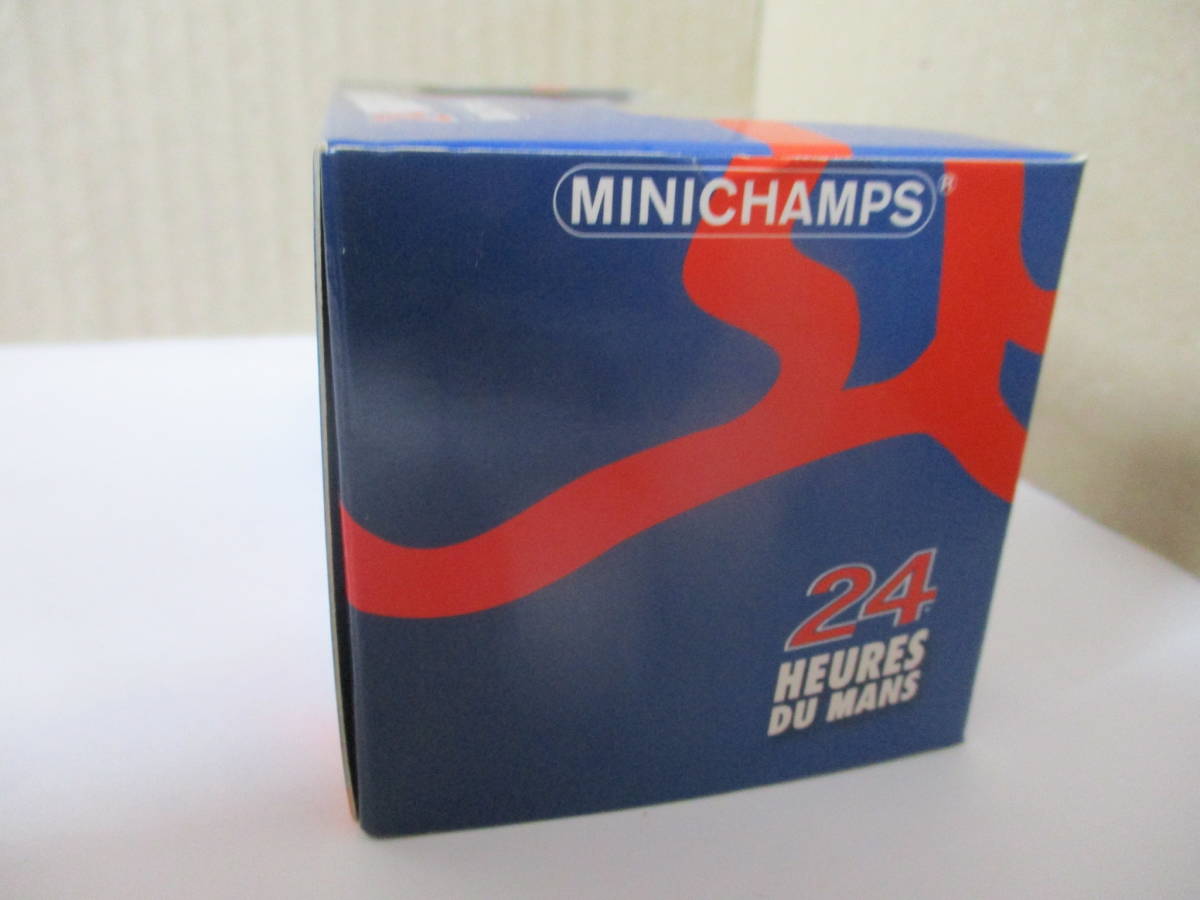 MINICHAMPS®
24
HEURES
DU MANS